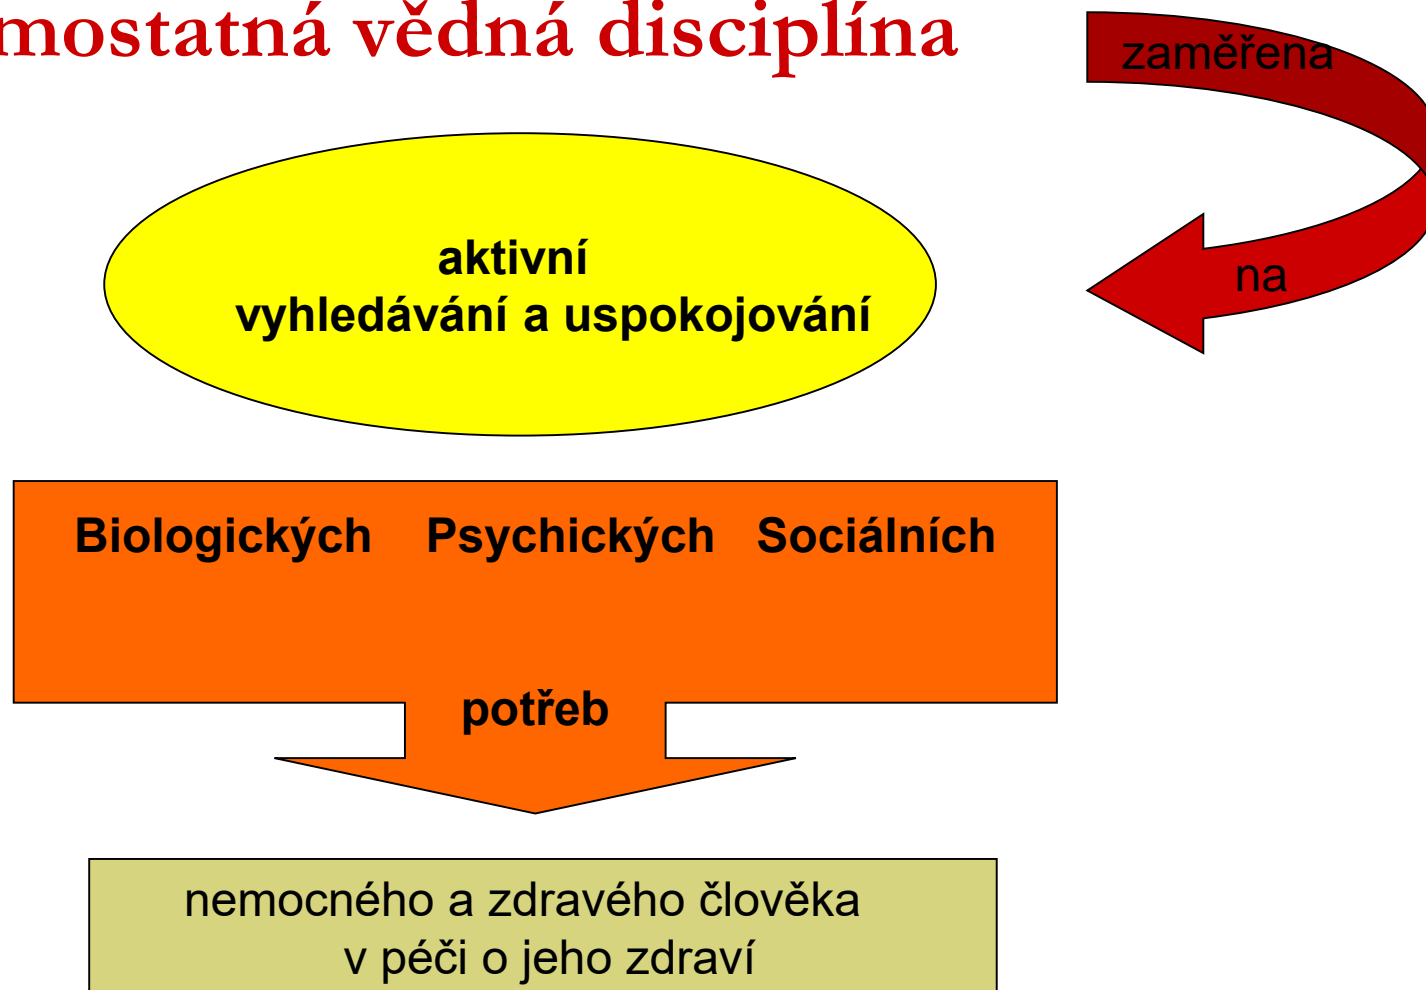 mostatná vědná disciplína
zaměřena
na
aktivní
vyhledávání a uspokojování
Biologických Psychických Sociálních
potřeb
nemocného a zdravého člověka
v péči o jeho zdraví